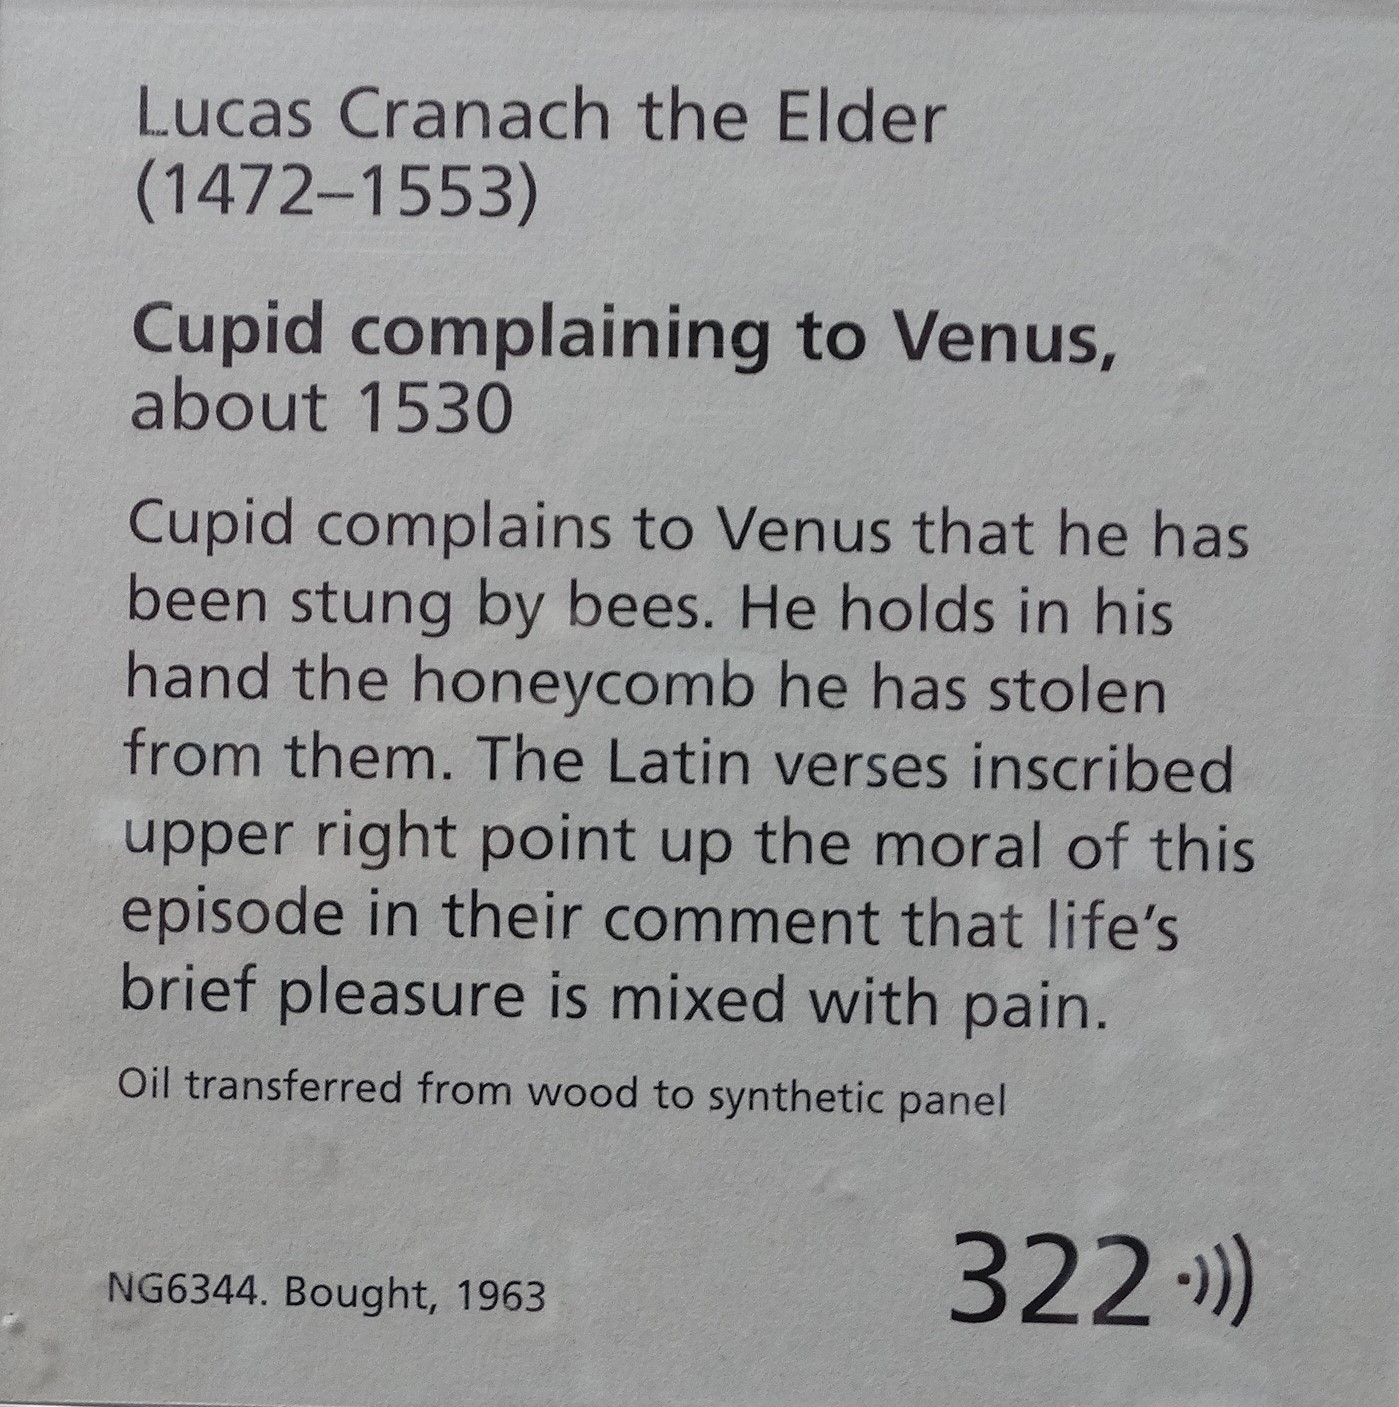 Lucas Cranach the Elder
(1472–1553)
Cupid complaining to Venus,
about 1530
Cupid complains to Venus that he has
been stung by bees. He holds in his
hand the honeycomb he has stolen
from them. The Latin verses inscribed
upper right point up the moral of this
episode in their comment that life’s
brief pleasure is mixed with pain.
Oil transferred from wood to synthetic panel
NG6344. Bought, 1963
322